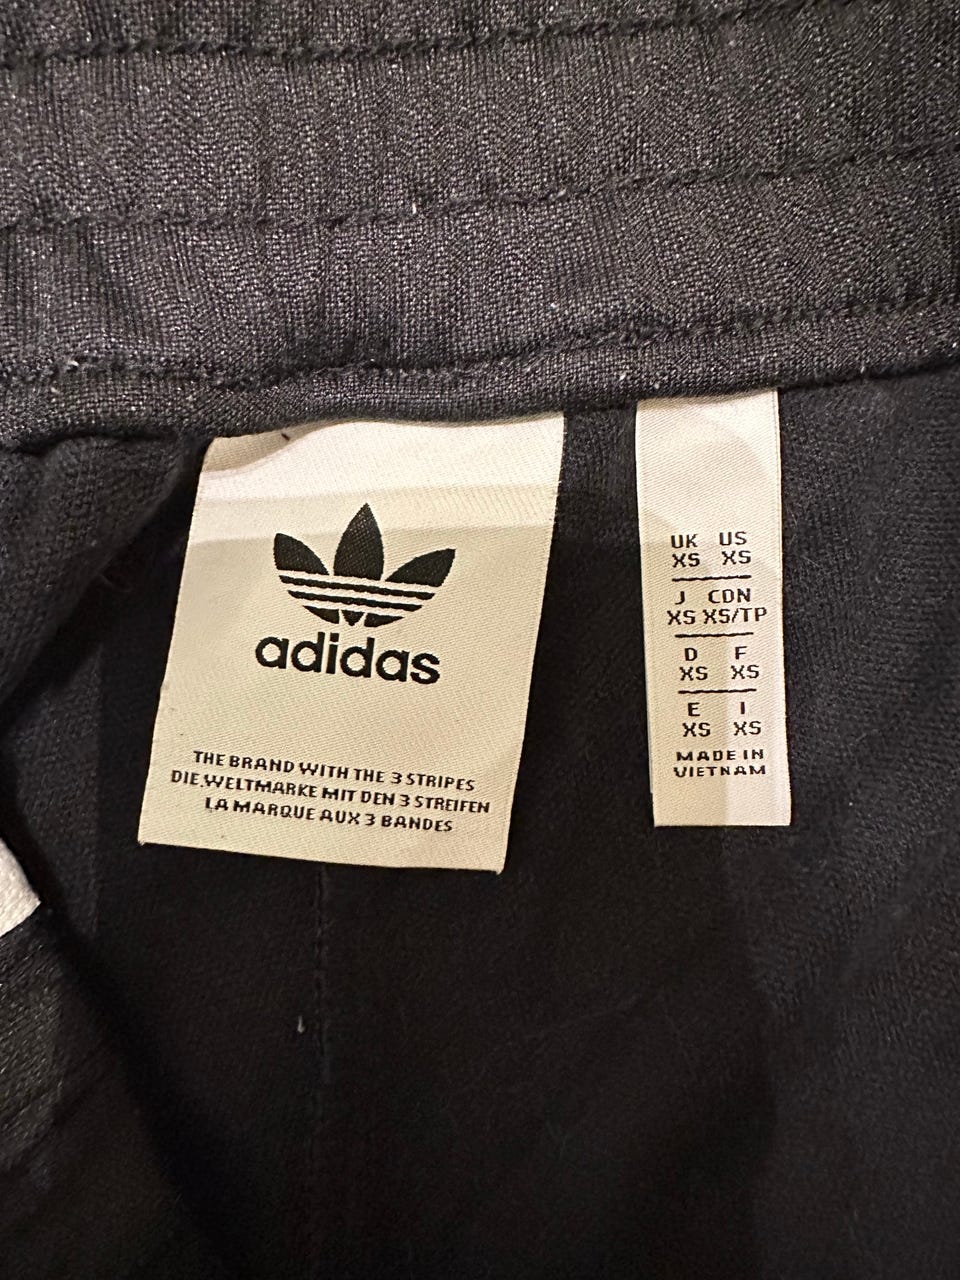 adidas
THE BRAND WITH THE 3 STRIPES
DIE WELTMARKE MIT DEN 3 STREIFEN
LA MARQUE AUX 3 BANDES
UK US
XS XS
J CDN
XS XS/TP
D F
XS XS
E I
XS XS
MADE IN
VIETNAM